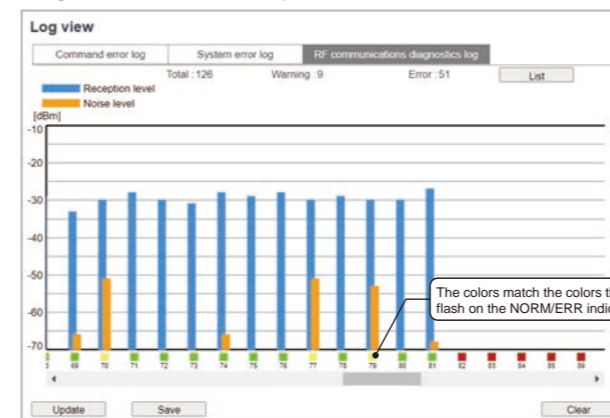 Log view
Command error log System error log RF communications diagnostics log
Total : 126 Warning : 9 Error : 51 List
Reception level
Noise level
[dBm]
-10
-20
-30
-40
-50
-60
-70
The colors match the colors
flash on the NORM/ERR
69 70 71 72 73 74 75 76 77 78 79 80 81 82 83 84 85 86
Update Save Clear